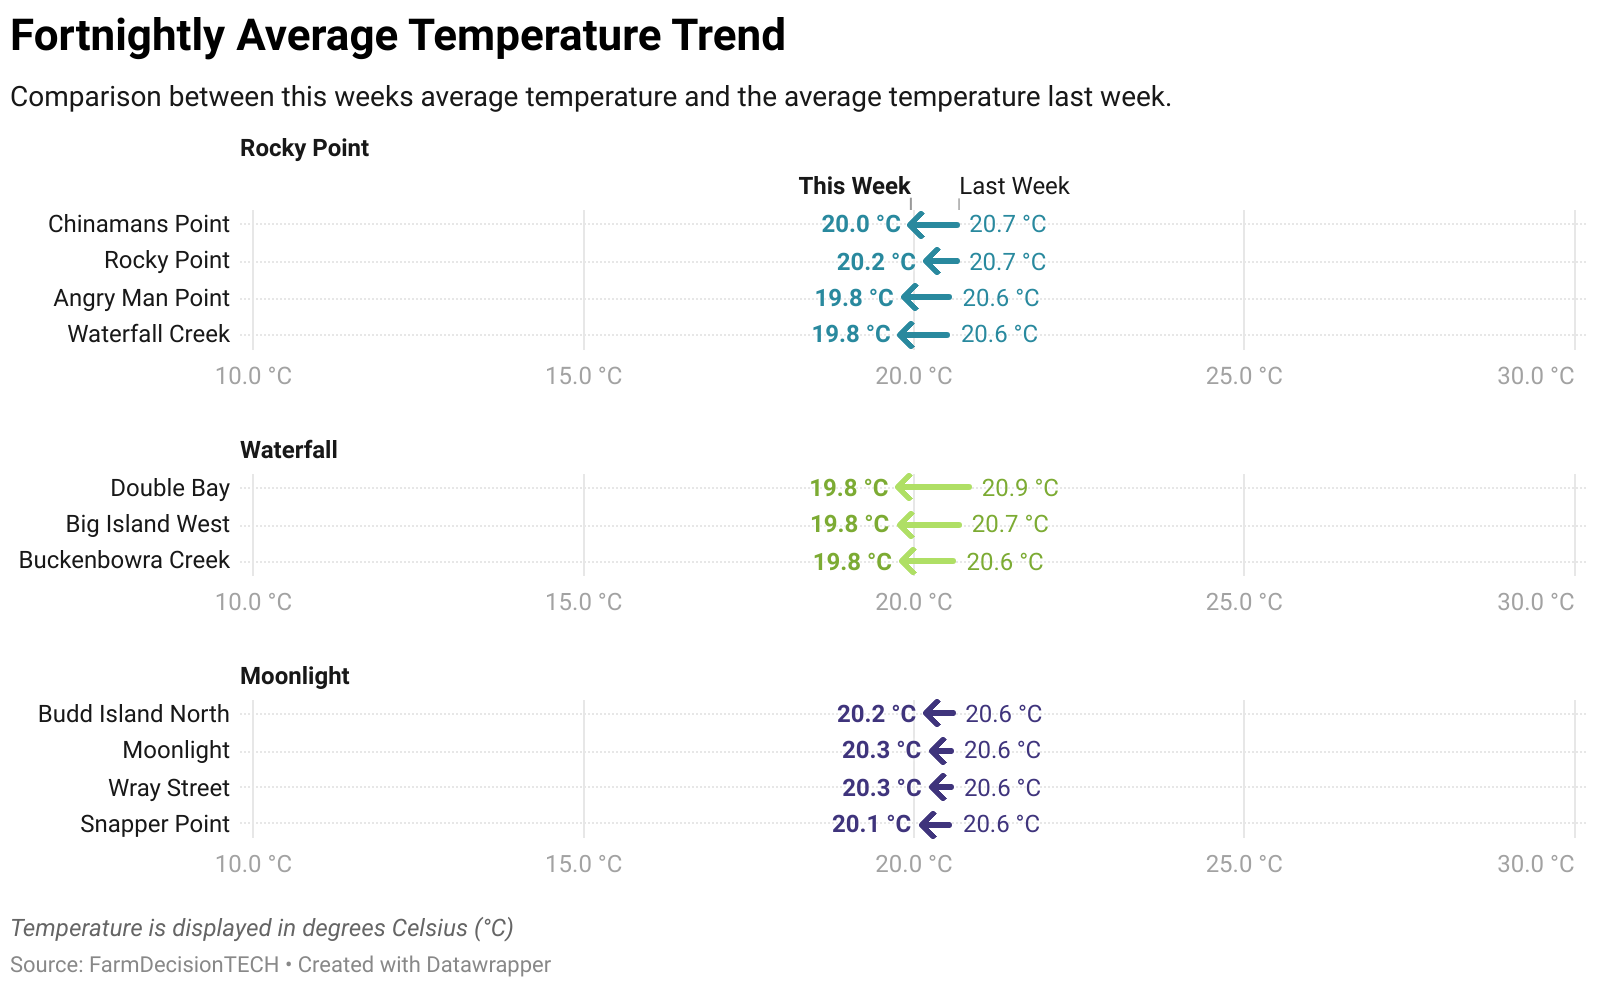 Fortnightly Average Temperature Trend
Comparison between this weeks average temperature and the average temperature last week.
Rocky Point
This Week Last Week
Chinamans Point 20.0 °C 20.7 °C
Rocky Point 20.2 °C 20.7 °C
Angry Man Point 19.8 °C 20.6 °C
Waterfall Creek 19.8 °C 20.6 °C
10.0 °C 15.0 °C 20.0 °C 25.0 °C 30.0 °C
Waterfall
Double Bay 19.8 °C 20.9 °C
Big Island West 19.8 °C 20.7 °C
Buckenbowra Creek 19.8 °C 20.6 °C
10.0 °C 15.0 °C 20.0 °C 25.0 °C 30.0 °C
Moonlight
Budd Island North 20.2 °C 20.6 °C
Moonlight 20.3 °C 20.6 °C
Wray Street 20.3 °C 20.6 °C
Snapper Point 20.1 °C 20.6 °C
10.0 °C 15.0 °C 20.0 °C 25.0 °C 30.0 °C
Temperature is displayed in degrees Celsius (°C)
Source: FarmDecisionTECH • Created with Datawrapper